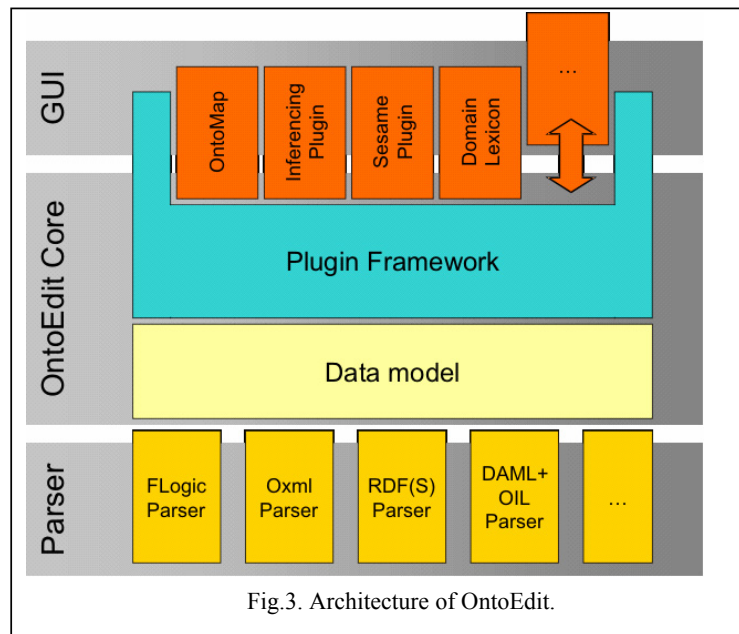 GUI
OntoMap
Inferencing
Plugin
Sesame
Plugin
Domain
Lexicon
...
OntoEdit Core
Plugin Framework
Data model
Parser
FLogic
Parser
Oxml
Parser
RDF(S)
Parser
DAML+
OIL
Parser
...
Fig.3. Architecture of OntoEdit.